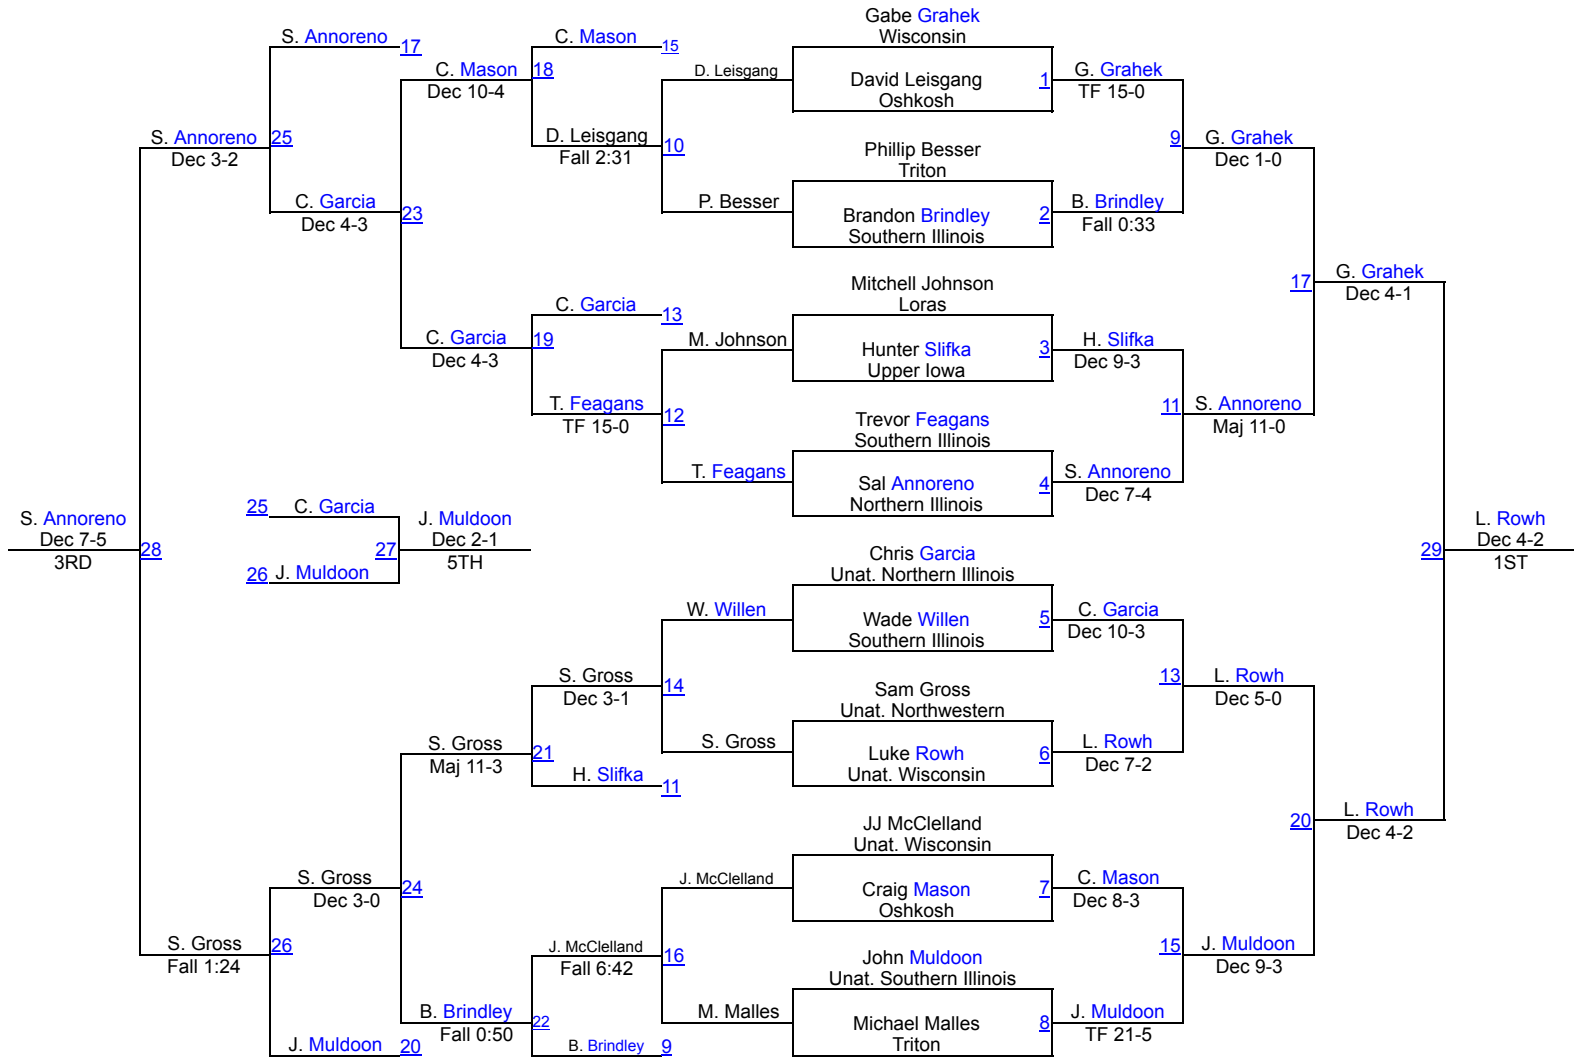 Gabe Grahek
Wisconsin
S. Annoreno 17
C. Mason 15
C. Mason 18
Dec 10-4
D. Leisgang
David Leisgang 1
Oshkosh
G. Grahek
TF 15-0
S. Annoreno 25
Dec 3-2
D. Leisgang 10
Fall 2:31
Phillip Besser
Triton
9 G. Grahek
Dec 1-0
C. Garcia 23
Dec 4-3
P. Besser
Brandon Brindley 2
Southern Illinois
B. Brindley
Fall 0:33
Mitchell Johnson
Loras
17 G. Grahek
Dec 4-1
C. Garcia 13
C. Garcia 19
Dec 4-3
M. Johnson
Hunter Slifka 3
Upper Iowa
H. Slifka
Dec 9-3
T. Feagans 12
TF 15-0
Trevor Feagans
Southern Illinois
11 S. Annoreno
Maj 11-0
T. Feagans
Sal Annoreno 4
Northern Illinois
S. Annoreno
Dec 7-4
S. Annoreno
Dec 7-5
3RD
28
25 C. Garcia
27
26 J. Muldoon
J. Muldoon
Dec 2-1
5TH
Chris Garcia
Unat. Northern Illinois
29
L. Rowh
Dec 4-2
1ST
W. Willen
Wade Willen 5
Southern Illinois
C. Garcia
Dec 10-3
S. Gross 14
Dec 3-1
Sam Gross
Unat. Northwestern
13 L. Rowh
Dec 5-0
S. Gross 21
Maj 11-3
S. Gross
Luke Rowh 6
Unat. Wisconsin
L. Rowh
Dec 7-2
H. Slifka 11
JJ McClelland
Unat. Wisconsin
20 L. Rowh
Dec 4-2
S. Gross 24
Dec 3-0
J. McClelland
Craig Mason 7
Oshkosh
C. Mason
Dec 8-3
S. Gross 26
Fall 1:24
J. McClelland 16
Fall 6:42
John Muldoon
Unat. Southern Illinois
15 J. Muldoon
Dec 9-3
B. Brindley 22
Fall 0:50
M. Malles
Michael Malles 8
Triton
J. Muldoon
TF 21-5
J. Muldoon 20
B. Brindley 9